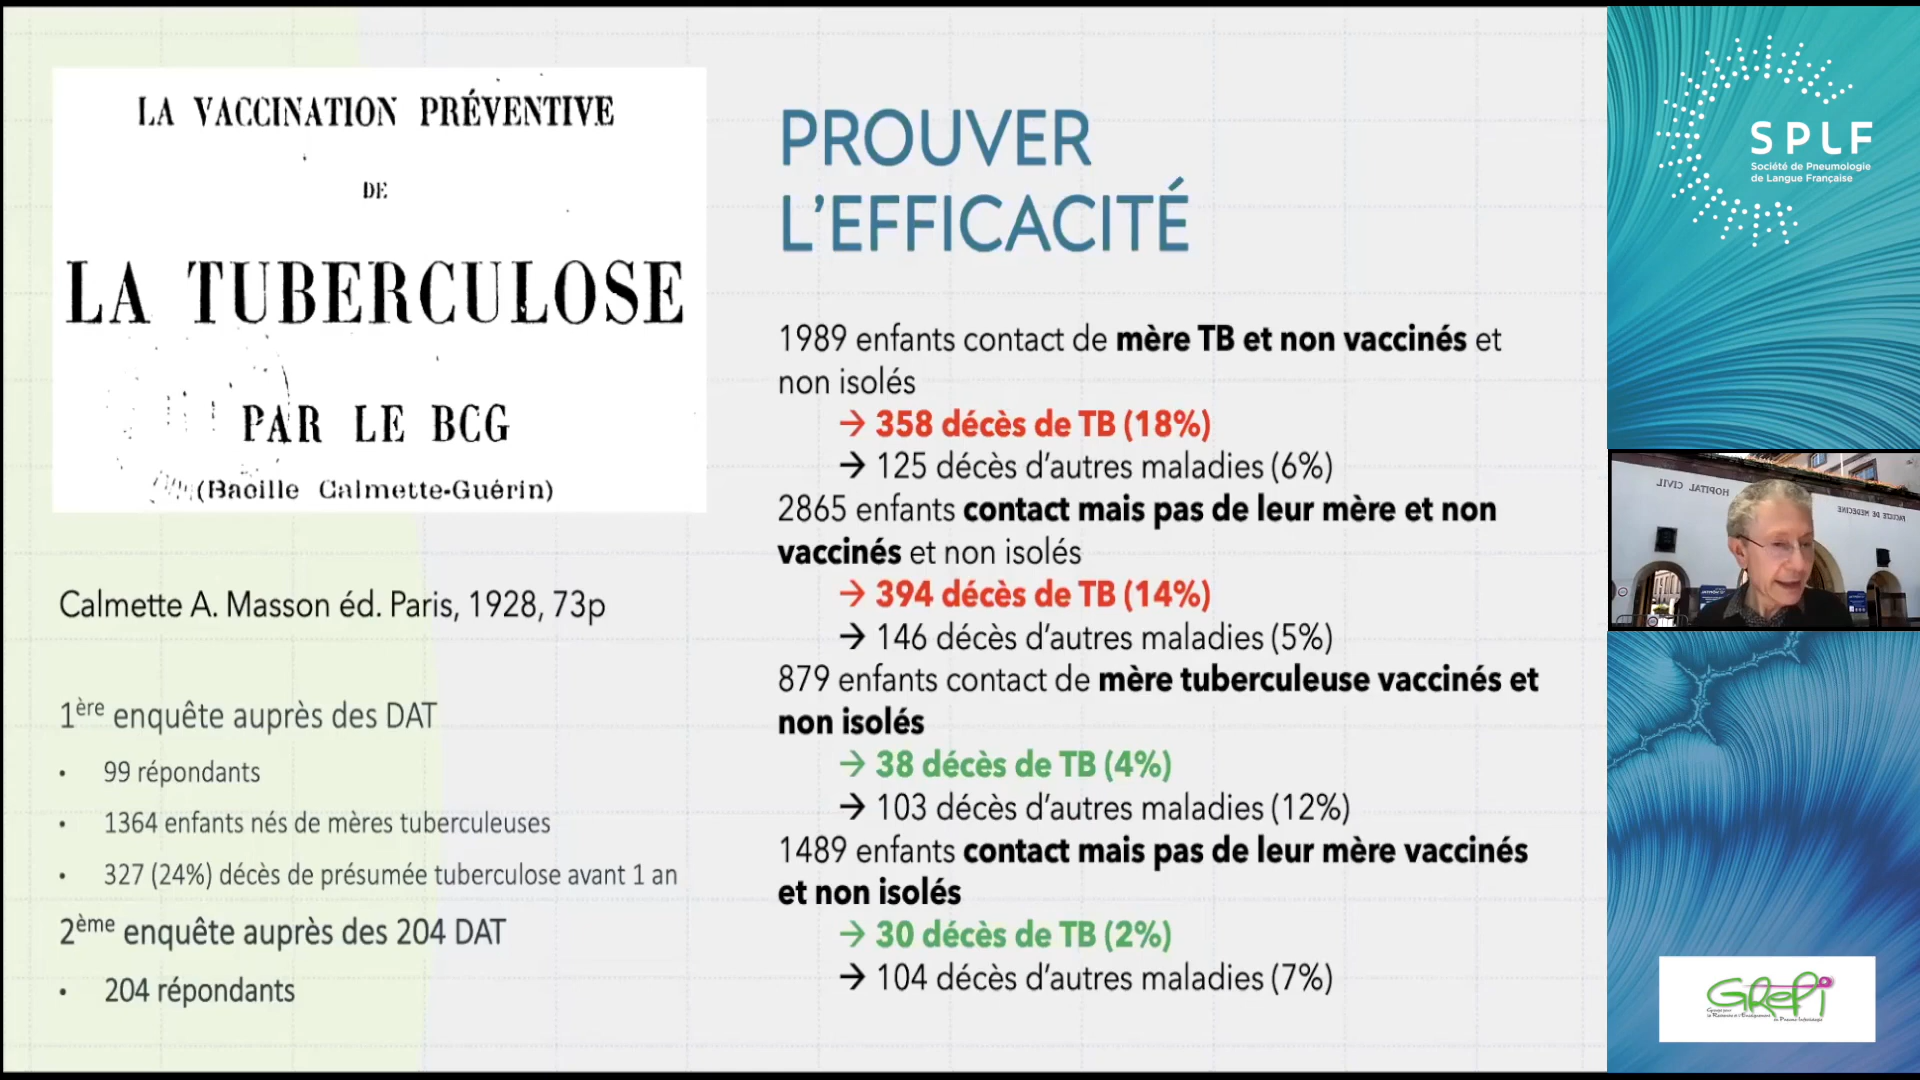 LA VACCINATION PRÉVENTIVE
DE
LA TUBERCULOSE
PAR LE BCG
(Bacille Calmette-Guérin)
Calmette A. Masson éd. Paris, 1928, 73p
1ère enquête auprès des DAT
• 99 répondants
• 1364 enfants nés de mères tuberculeuses
• 327 (24%) décès de présumée tuberculose avant 1 an
2ème enquête auprès des 204 DAT
• 204 répondants
PROUVER
L'EFFICACITÉ
1989 enfants contact de mère TB et non vaccinés et
non isolés
→ 358 décès de TB (18%)
→ 125 décès d'autres maladies (6%)
2865 enfants contact mais pas de leur mère et non
vaccinés et non isolés
→ 394 décès de TB (14%)
→ 146 décès d'autres maladies (5%)
879 enfants contact de mère tuberculeuse vaccinés et
non isolés
→ 38 décès de TB (4%)
→ 103 décès d'autres maladies (12%)
1489 enfants contact mais pas de leur mère vaccinés
et non isolés
→ 30 décès de TB (2%)
→ 104 décès d'autres maladies (7%)
SPLF
Société de Pneumologie
de Langue Française
HOPITAL CIVIL
FACULTE DE MEDECINE
GREPI